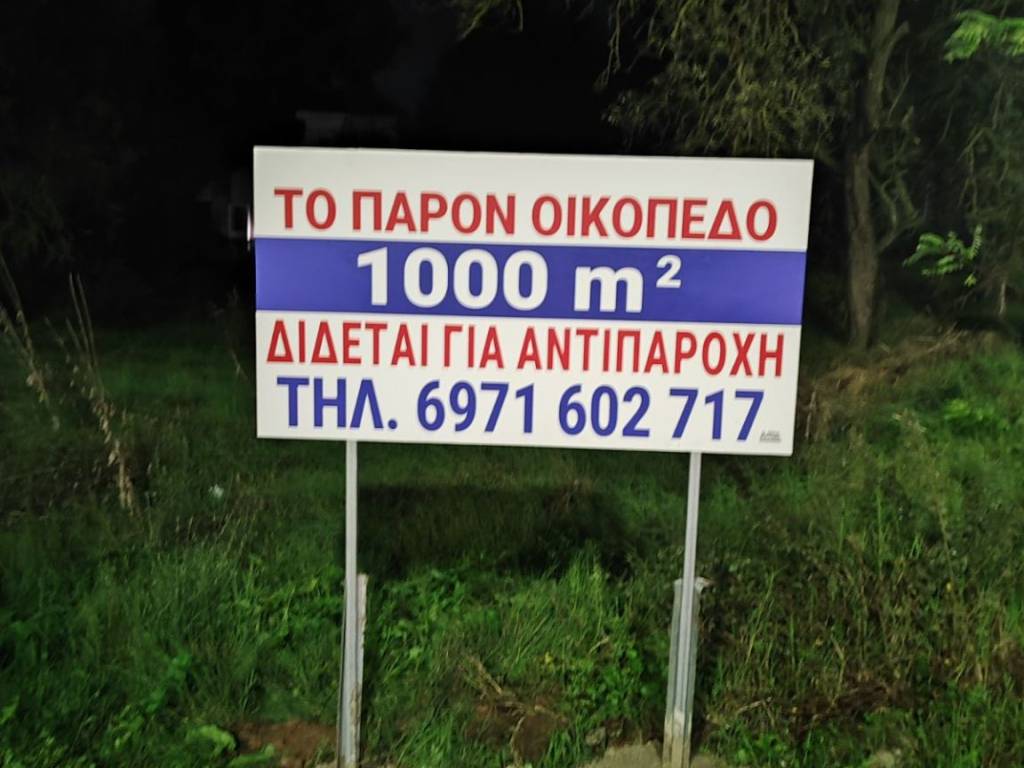 ΤΟ ΠΑΡΟΝ ΟΙΚΟΠΕΔΟ
1000 m²
ΔΙΔΕΤΑΙ ΓΙΑ ΑΝΤΙΠΑΡΟΧΗ
ΤΗΛ. 6971 602 717